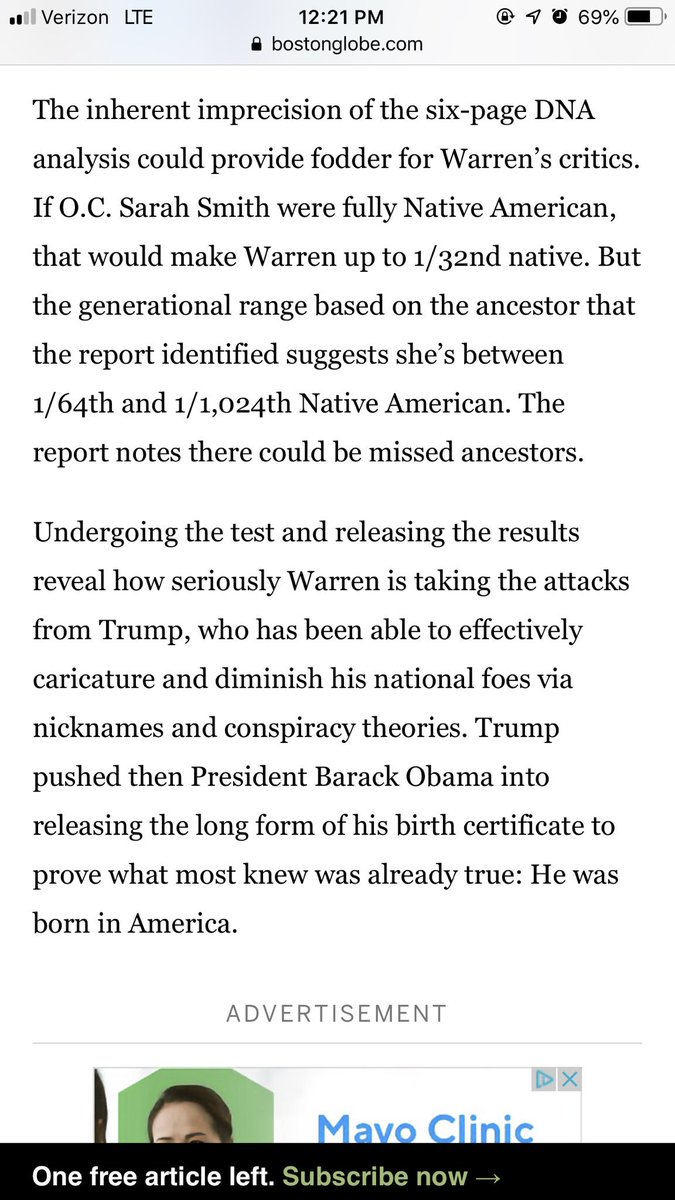 Verizon LTE 12:21 PM 69%
bostonglobe.com
The inherent imprecision of the six-page DNA
analysis could provide fodder for Warren’s critics.
If O.C. Sarah Smith were fully Native American,
that would make Warren up to 1/32nd native. But
the generational range based on the ancestor that
the report identified suggests she’s between
1/64th and 1/1,024th Native American. The
report notes there could be missed ancestors.
Undergoing the test and releasing the results
reveal how seriously Warren is taking the attacks
from Trump, who has been able to effectively
caricature and diminish his national foes via
nicknames and conspiracy theories. Trump
pushed then President Barack Obama into
releasing the long form of his birth certificate to
prove what most knew was already true: He was
born in America.
ADVERTISEMENT
Mayo Clinic
One free article left. Subscribe now →